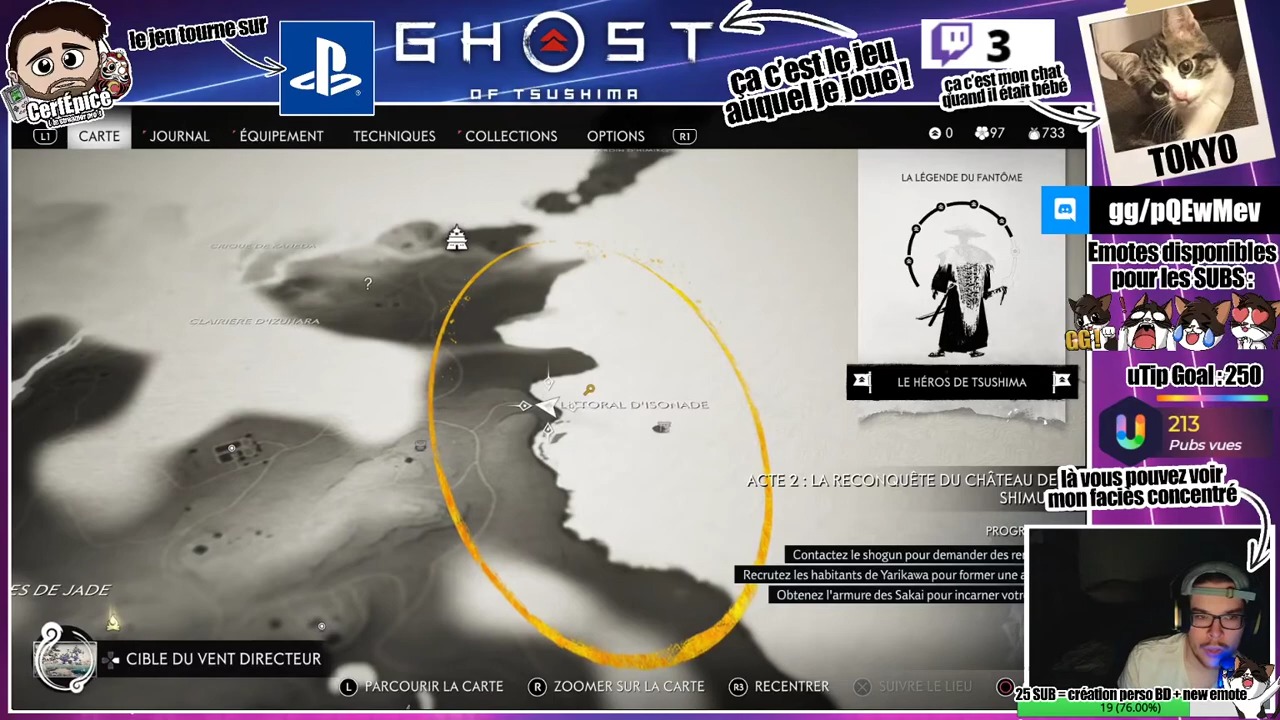 le jeu tourne sur
GHOST
OF TSUSHIMA
ça c'est le jeu
auquel je joue !
3
ça c'est mon chat
quand il était bébé
TOKYO
CertÉpice
L1
CARTE
JOURNAL
ÉQUIPEMENT
TECHNIQUES
COLLECTIONS
OPTIONS
R1
0
97
733
gg/pQEwMev
Emotes disponibles
pour les SUBS :
GG !
LA LÉGENDE DU FANTÔME
LE HÉROS DE TSUSHIMA
CLAIRIÈRE D'IZUHARA
?
LITTORAL D'ISONADE
uTip Goal : 250
213
Pubs vues
là vous pouvez voir
mon faciès concentré
ACTE 2 : LA RECONQUÊTE DU CHÂTEAU DE
SHIMU
PROGR
Contactez le shogun pour demander des ren
Recrutez les habitants de Yarikawa pour former une a
Obtenez l'armure des Sakai pour incarner votr
ES DE JADE
CIBLE DU VENT DIRECTEUR
L PARCOURIR LA CARTE
R ZOOMER SUR LA CARTE
R3 RECENTRER
SUIVRE LE LIEU
25 SUB = création perso BD + new emote
19 (76.00%)